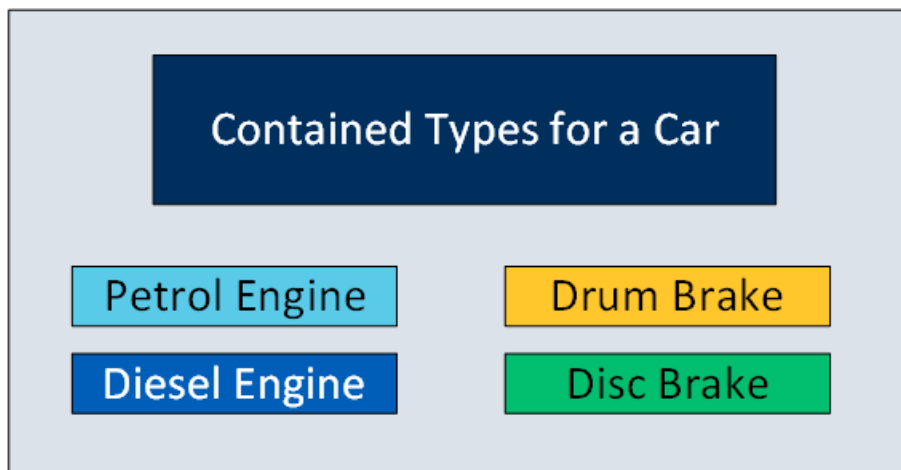 Contained Types for a Car
Petrol Engine
Drum Brake
Diesel Engine
Disc Brake